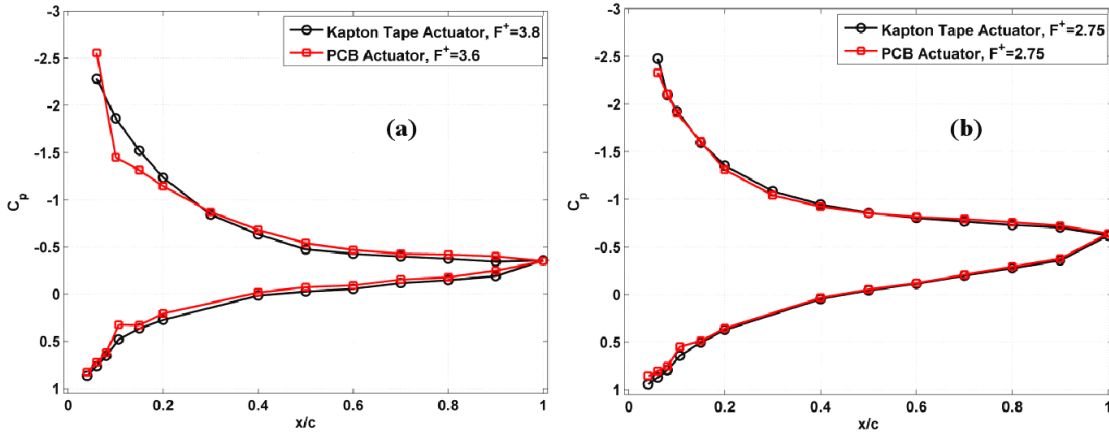 -3
-2.5
-2
-1.5
-1
-0.5
0
0.5
1
Cp
Kapton Tape Actuator, F+=3.8
PCB Actuator, F+=3.6
(a)
0 0.2 0.4 0.6 0.8 1
x/c
-3
-2.5
-2
-1.5
-1
-0.5
0
0.5
1
Cp
Kapton Tape Actuator, F+=2.75
PCB Actuator, F+=2.75
(b)
0 0.2 0.4 0.6 0.8 1
x/c